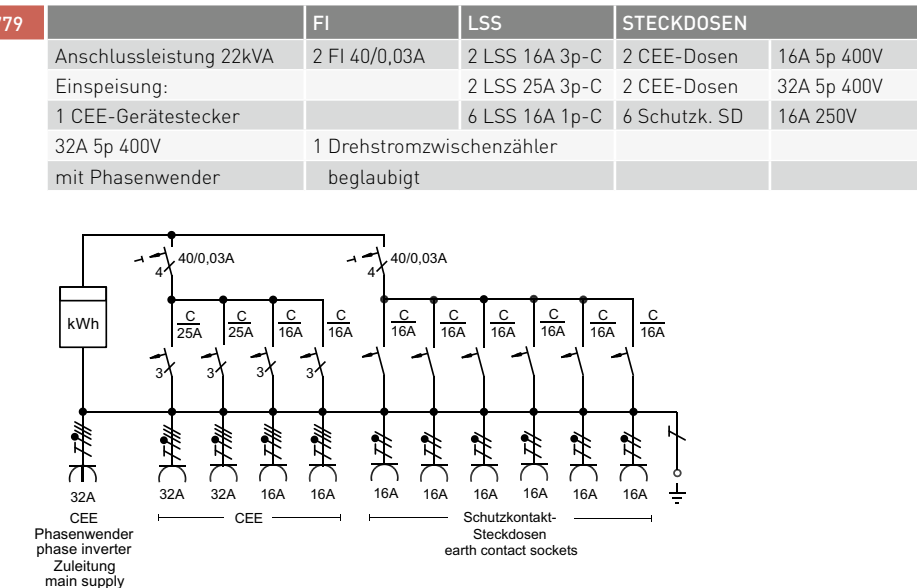 779 FI LSS STECKDOSEN
Anschlussleistung 22kVA 2 FI 40/0,03A 2 LSS 16A 3p-C 2 CEE-Dosen 16A 5p 400V
Einspeisung: 2 LSS 25A 3p-C 2 CEE-Dosen 32A 5p 400V
1 CEE-Gerätestecker 6 LSS 16A 1p-C 6 Schutzk. SD 16A 250V
32A 5p 400V 1 Drehstromzwischenzähler
mit Phasenwender beglaubigt
40/0,03A 40/0,03A
4 4
kWh
C C C C C C C C C C
25A 25A 16A 16A 16A 16A 16A 16A 16A 16A
3 3 3 3
32A 32A 32A 16A 16A 16A 16A 16A 16A 16A 16A
CEE CEE Schutzkontakt-
Phasenwender Steckdosen
phase inverter earth contact sockets
Zuleitung
main supply